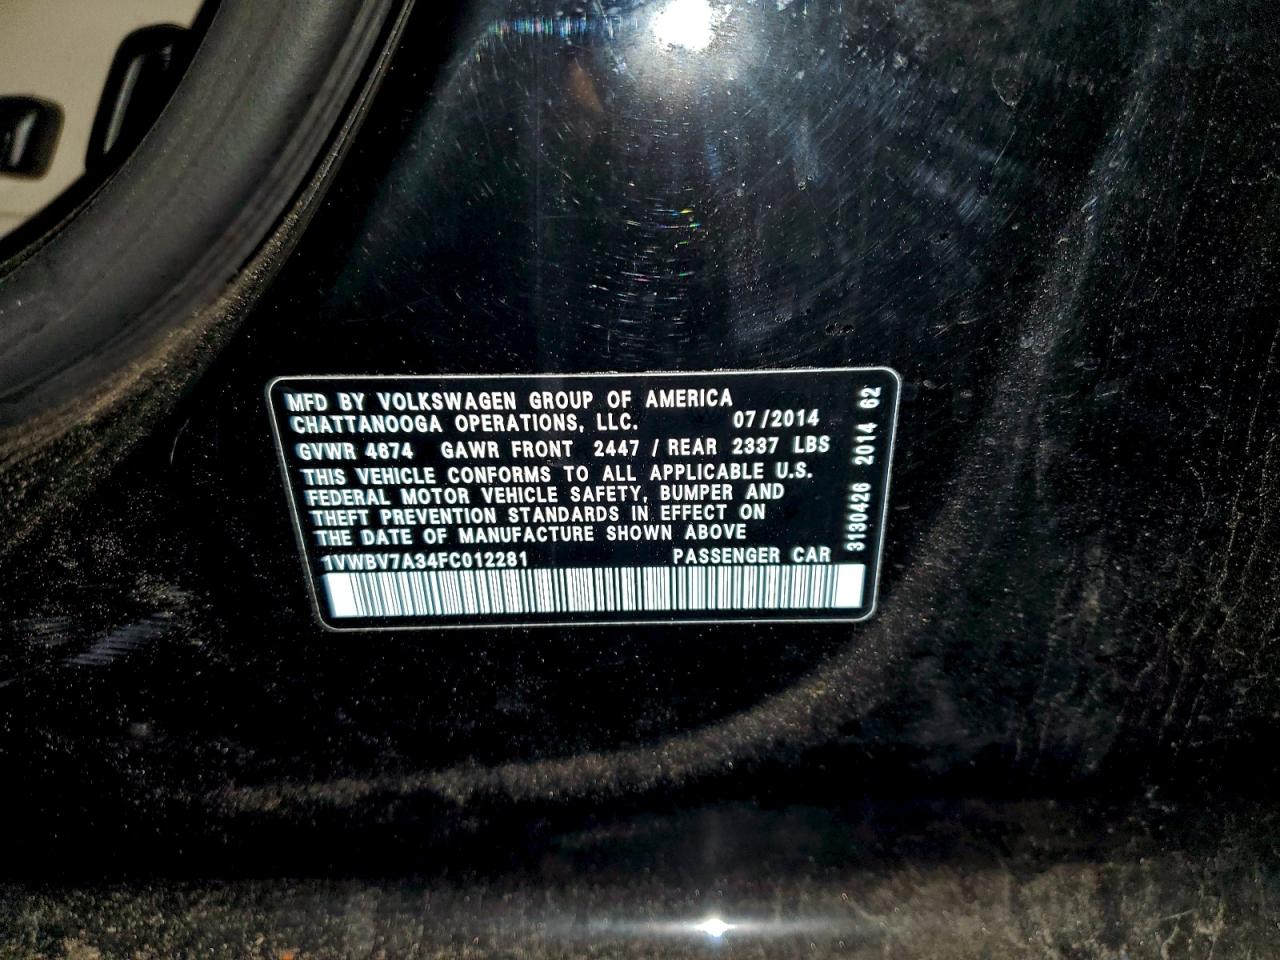 MFD BY VOLKSWAGEN GROUP OF AMERICA
CHATTANOOGA OPERATIONS, LLC. 07/2014
GVWR 4674 GAWR FRONT 2447 / REAR 2337 LBS
THIS VEHICLE CONFORMS TO ALL APPLICABLE U.S.
FEDERAL MOTOR VEHICLE SAFETY, BUMPER AND
THEFT PREVENTION STANDARDS IN EFFECT ON
THE DATE OF MANUFACTURE SHOWN ABOVE
1VWBV7A34FC012281 PASSENGER CAR
3130426 2014 62